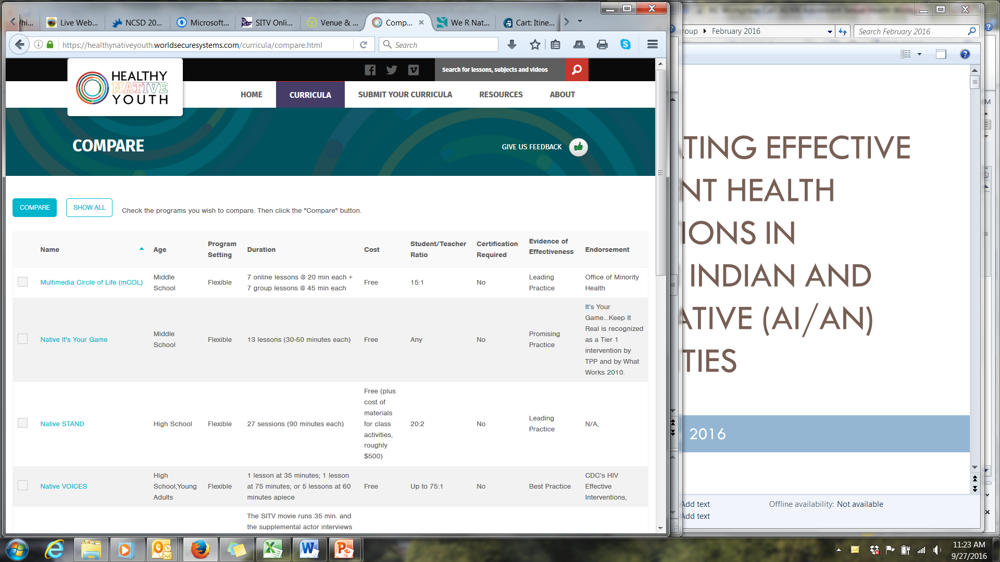 /hi...
Live Web...
NCSD 20...
Microsoft...
SITV Onli...
Venue & ...
Comp...
We R Nat...
Cart: Itine...
https://healthynativeyouth.worldsecuresystems.com/curricula/compare.html
Search
HEALTHY
NATIVE
YOUTH
Search for lessons, subjects and videos
HOME
CURRICULA
SUBMIT YOUR CURRICULA
RESOURCES
ABOUT
COMPARE
GIVE US FEEDBACK
COMPARE
SHOW ALL
Check the programs you wish to compare. Then click the "Compare" button.
Name
Age
Program
Setting
Duration
Cost
Student/Teacher
Ratio
Certification
Required
Evidence of
Effectiveness
Endorsement
Multimedia Circle of Life (mCOL)
Middle
School
Flexible
7 online lessons @ 20 min each +
7 group lessons @ 45 min each
Free
15:1
No
Leading
Practice
Office of Minority
Health
Native It's Your Game
Middle
School
Flexible
13 lessons (30-50 minutes each)
Free
Any
No
Promising
Practice
It's Your
Game...Keep It
Real is recognized
as a Tier 1
intervention by
TPP and by What
Works 2010.
Native STAND
High School
Flexible
27 sessions (90 minutes each)
Free (plus
cost of
materials
for class
activities,
roughly
$500)
20:2
No
Leading
Practice
N/A,
Native VOICES
High
School,Young
Adults
Flexible
1 lesson at 35 minutes; 1 lesson
at 75 minutes; or 5 lessons at 60
minutes apiece
Free
Up to 75:1
No
Best Practice
CDC's HIV
Effective
Interventions,
The SITV movie runs 35 min. and
the supplemental actor interviews
oup
February 2016
Search February 2016
TING EFFECTIVE
NT HEALTH
IONS IN
INDIAN AND
ATIVE (AI/AN)
TIES
2016
Add text
Offline availability: Not available
Add text
M
11:23 AM
9/27/2016